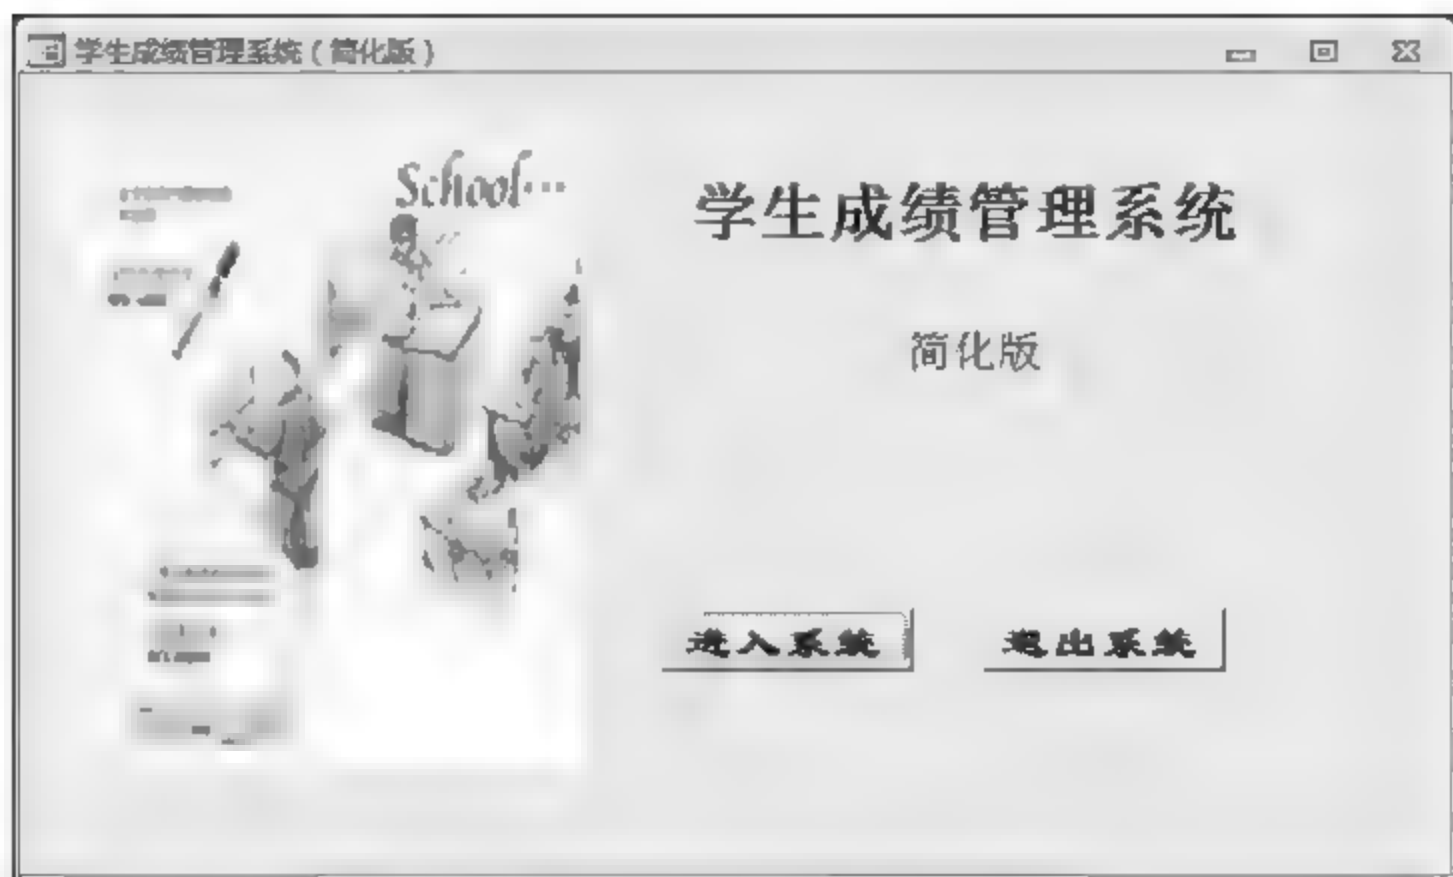 学生成绩管理系统（简化版）
School…
学生成绩管理系统
简化版
进入系统
退出系统